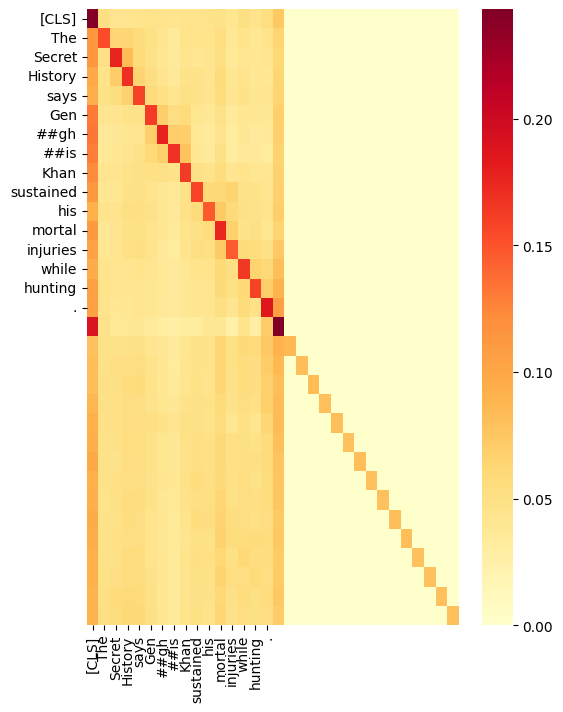 [CLS]
The
Secret
History
says
Gen
##gh
##is
Khan
sustained
his
mortal
injuries
while
hunting
.
[CLS]
The
Secret
History
says
Gen
##gh
##is
Khan
sustained
his
mortal
injuries
while
hunting
.
0.20
0.15
0.10
0.05
0.00